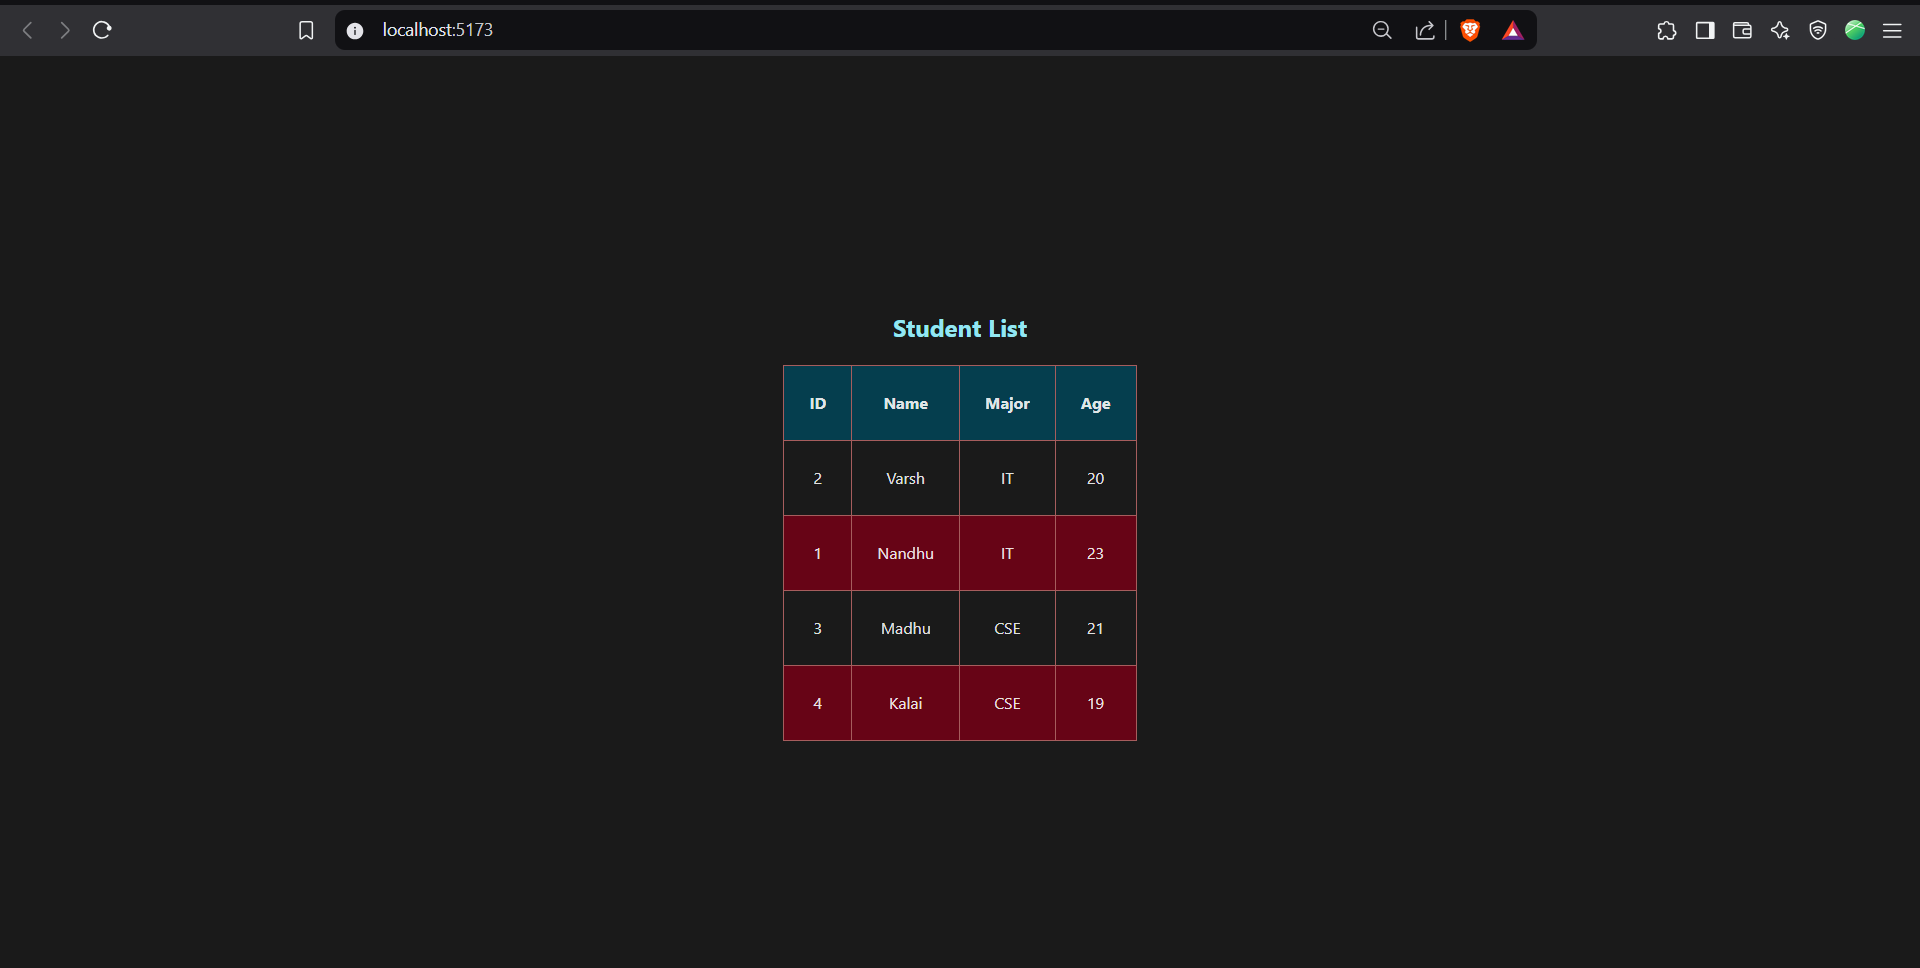 localhost:5173
Student List
ID Name Major Age
2 Varsh IT 20
1 Nandhu IT 23
3 Madhu CSE 21
4 Kalai CSE 19